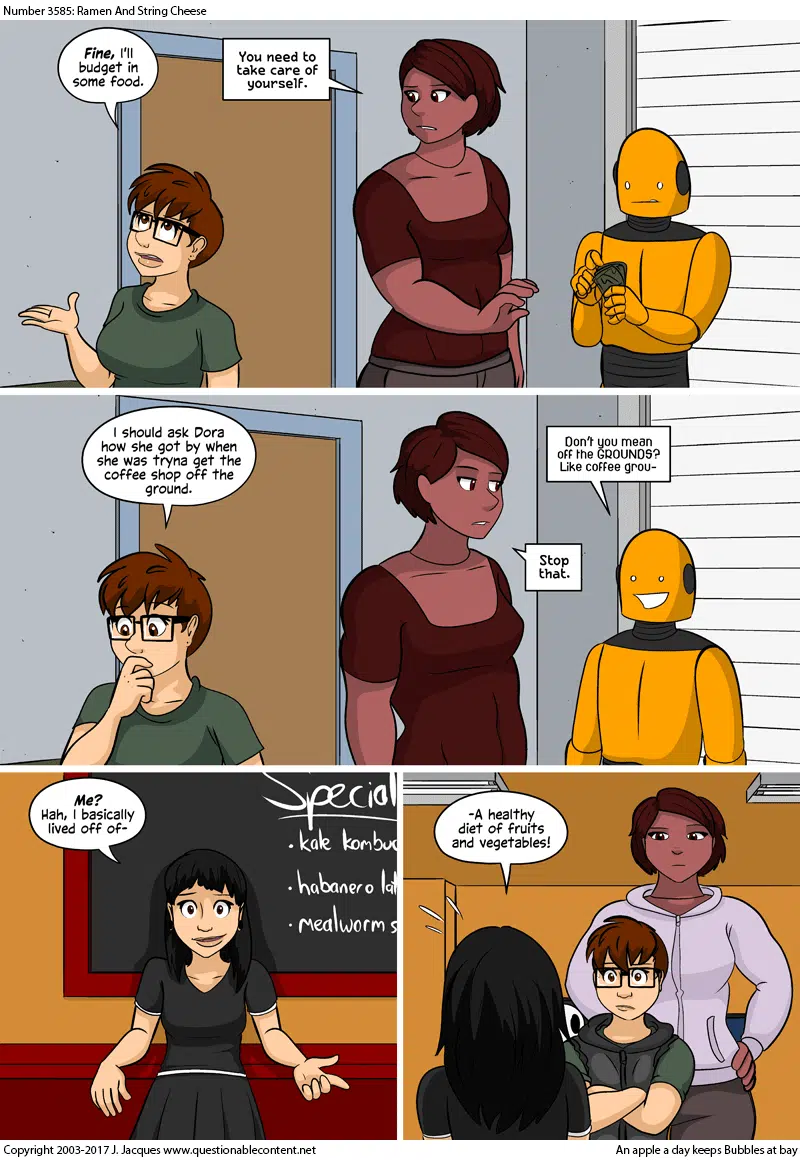 Number 3585: Ramen And String Cheese
Fine, I'll
budget in
some food.
You need to
take care of
yourself.
I should ask Dora
how she got by when
she was tryna get the
coffee shop off the
ground.
Don't you mean
off the GROUNDS?
Like coffee grou-
Stop
that.
Me?
Hah, I basically
lived off of-
Special
• kale kombuc
• habanero lat
• mealworm s
-A healthy
diet of fruits
and vegetables!
Copyright 2003-2017 J. Jacques www.questionablecontent.net
An apple a day keeps Bubbles at bay